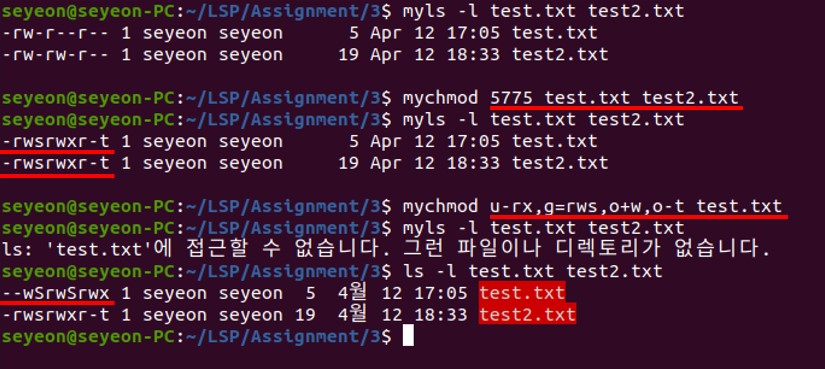 seyeon@seyeon-PC:~/LSP/Assignment/3$ myls -l test.txt test2.txt
-rw-r--r-- 1 seyeon seyeon 5 Apr 12 17:05 test.txt
-rw-rw-r-- 1 seyeon seyeon 19 Apr 12 18:33 test2.txt
seyeon@seyeon-PC:~/LSP/Assignment/3$ mychmod 5775 test.txt test2.txt
seyeon@seyeon-PC:~/LSP/Assignment/3$ myls -l test.txt test2.txt
-rwsrwxr-t 1 seyeon seyeon 5 Apr 12 17:05 test.txt
-rwsrwxr-t 1 seyeon seyeon 19 Apr 12 18:33 test2.txt
seyeon@seyeon-PC:~/LSP/Assignment/3$ mychmod u-rx,g=rws,o+w,o-t test.txt
seyeon@seyeon-PC:~/LSP/Assignment/3$ myls -l test.txt test2.txt
ls: 'test.txt'에 접근할 수 없습니다. 그런 파일이나 디렉토리가 없습니다.
seyeon@seyeon-PC:~/LSP/Assignment/3$ ls -l test.txt test2.txt
--wSrwSrwx 1 seyeon seyeon 5 4월 12 17:05 test.txt
-rwsrwxr-t 1 seyeon seyeon 19 4월 12 18:33 test2.txt
seyeon@seyeon-PC:~/LSP/Assignment/3$